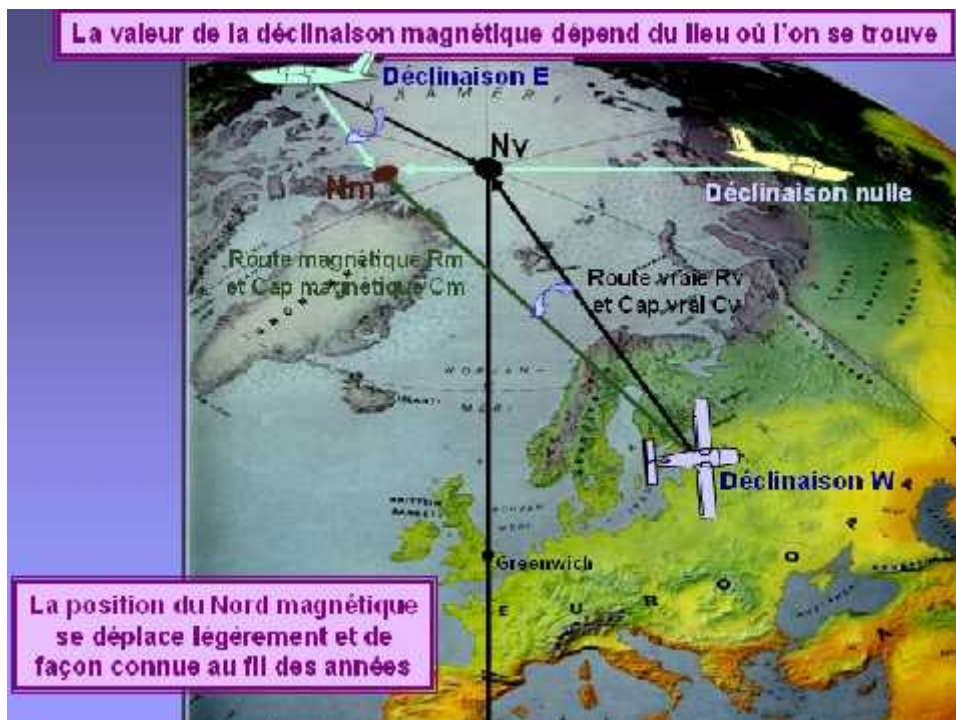 La valeur de la déclinaison magnétique dépend du lieu où l'on se trouve
Déclinaison E
Nv
Nm
Déclinaison nulle
Route magnétique Rm
et Cap magnétique Cm
Route vraie Rv
et Cap vrai Cv
Déclinaison W
Greenwich
E U R O P A
La position du Nord magnétique
se déplace légèrement et de
façon connue au fil des années